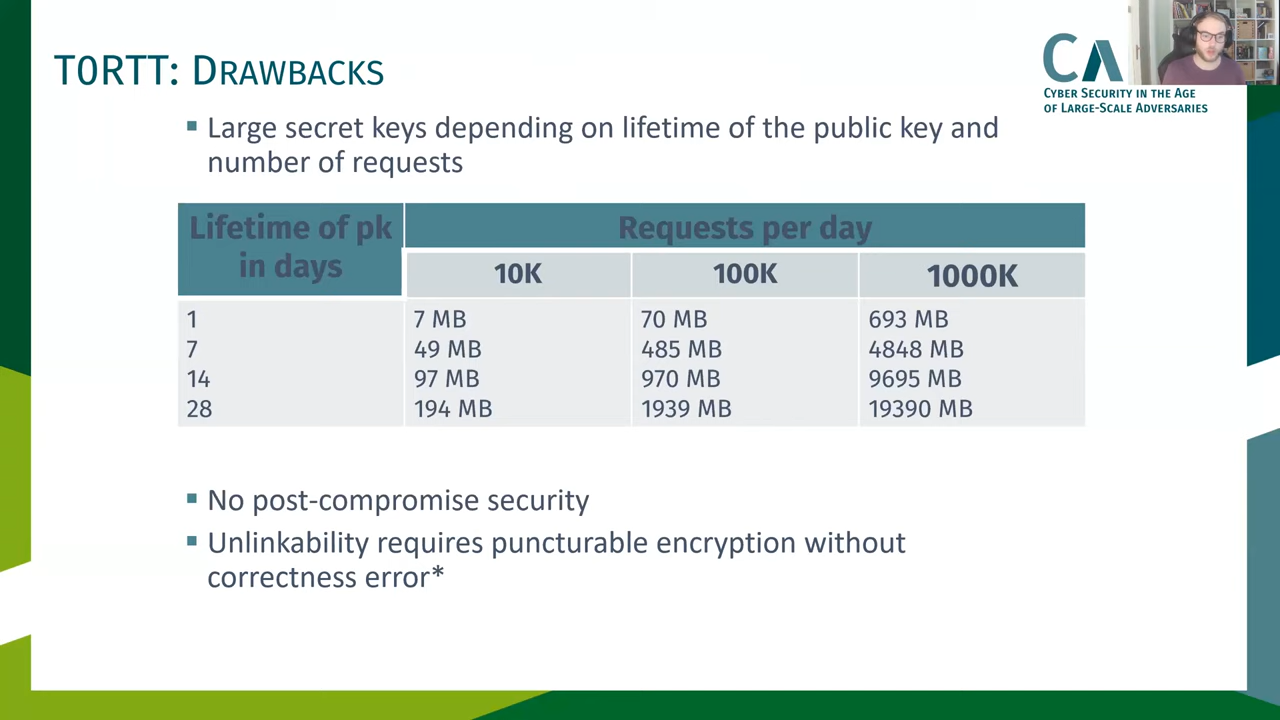 T0RTT: DRAWBACKS
CA
CYBER SECURITY IN THE AGE
OF LARGE-SCALE ADVERSARIES
Large secret keys depending on lifetime of the public key and
number of requests
Lifetime of pk
in days
Requests per day
10K 100K 1000K
1 7 MB 70 MB 693 MB
7 49 MB 485 MB 4848 MB
14 97 MB 970 MB 9695 MB
28 194 MB 1939 MB 19390 MB
No post-compromise security
Unlinkability requires puncturable encryption without
correctness error*